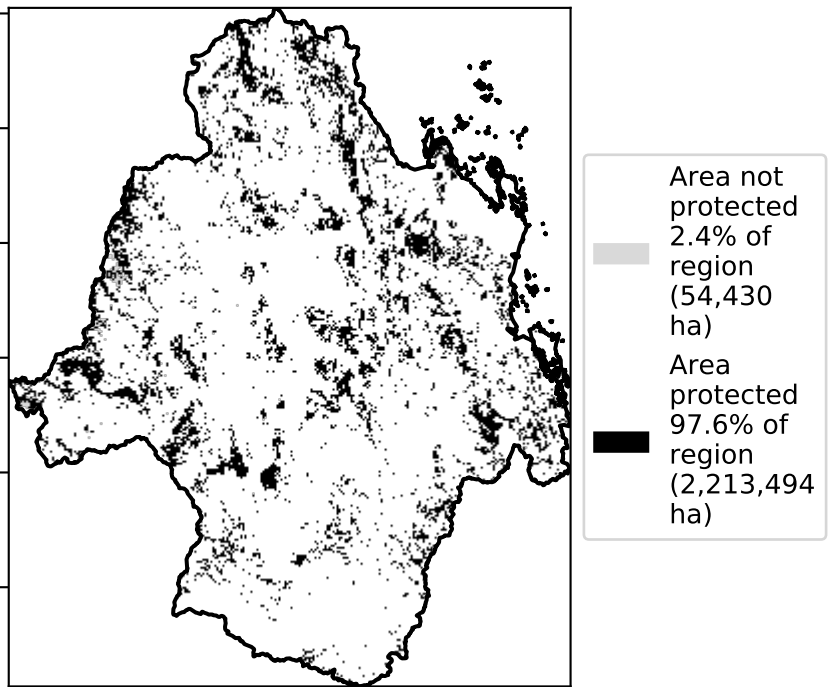 Area not
protected
2.4% of
region
(54,430
ha)
Area
protected
97.6% of
region
(2,213,494
ha)